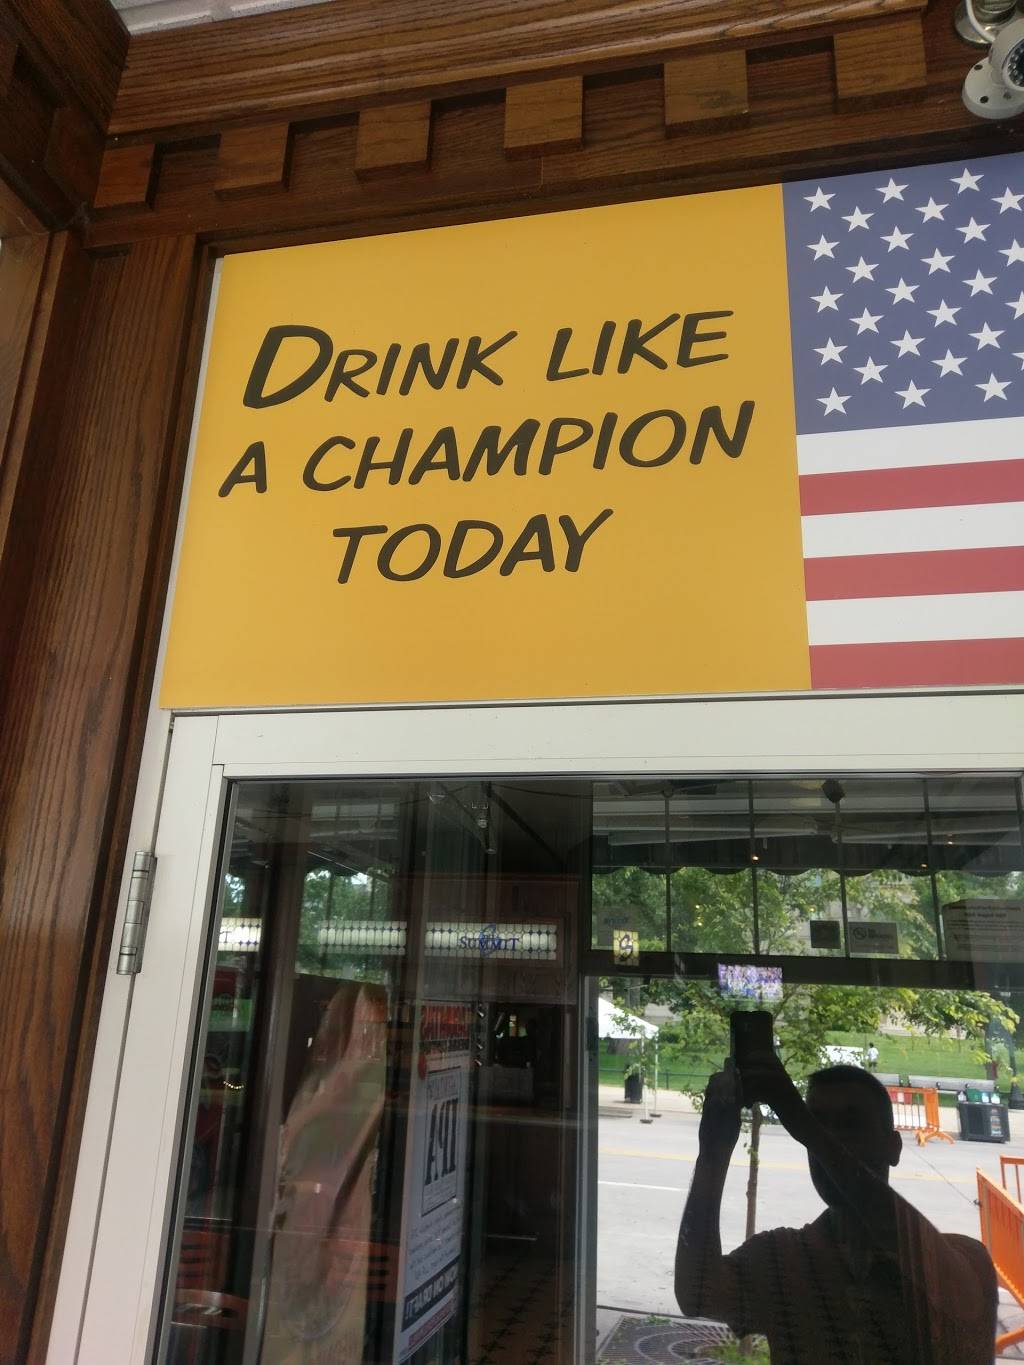 DRINK LIKE
A CHAMPION
TODAY
SUMMIT
IPA